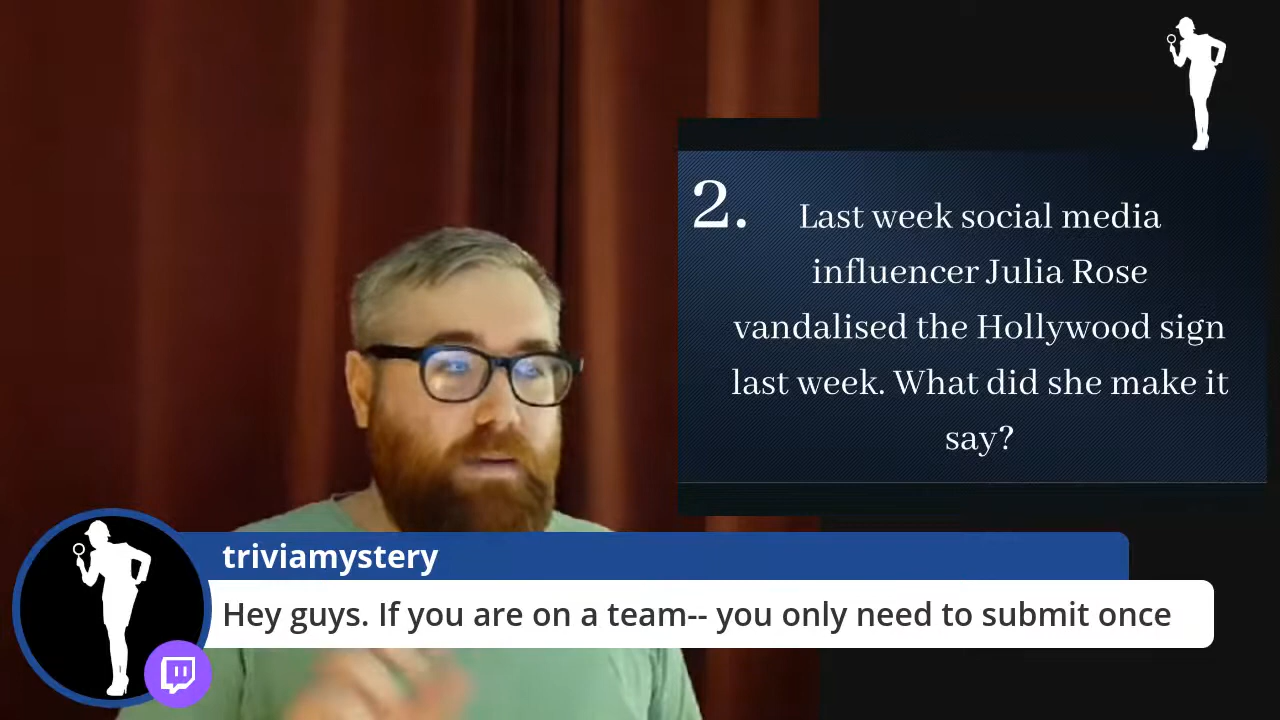 2.
Last week social media
influencer Julia Rose
vandalised the Hollywood sign
last week. What did she make it
say?
triviamystery
Hey guys. If you are on a team-- you only need to submit once